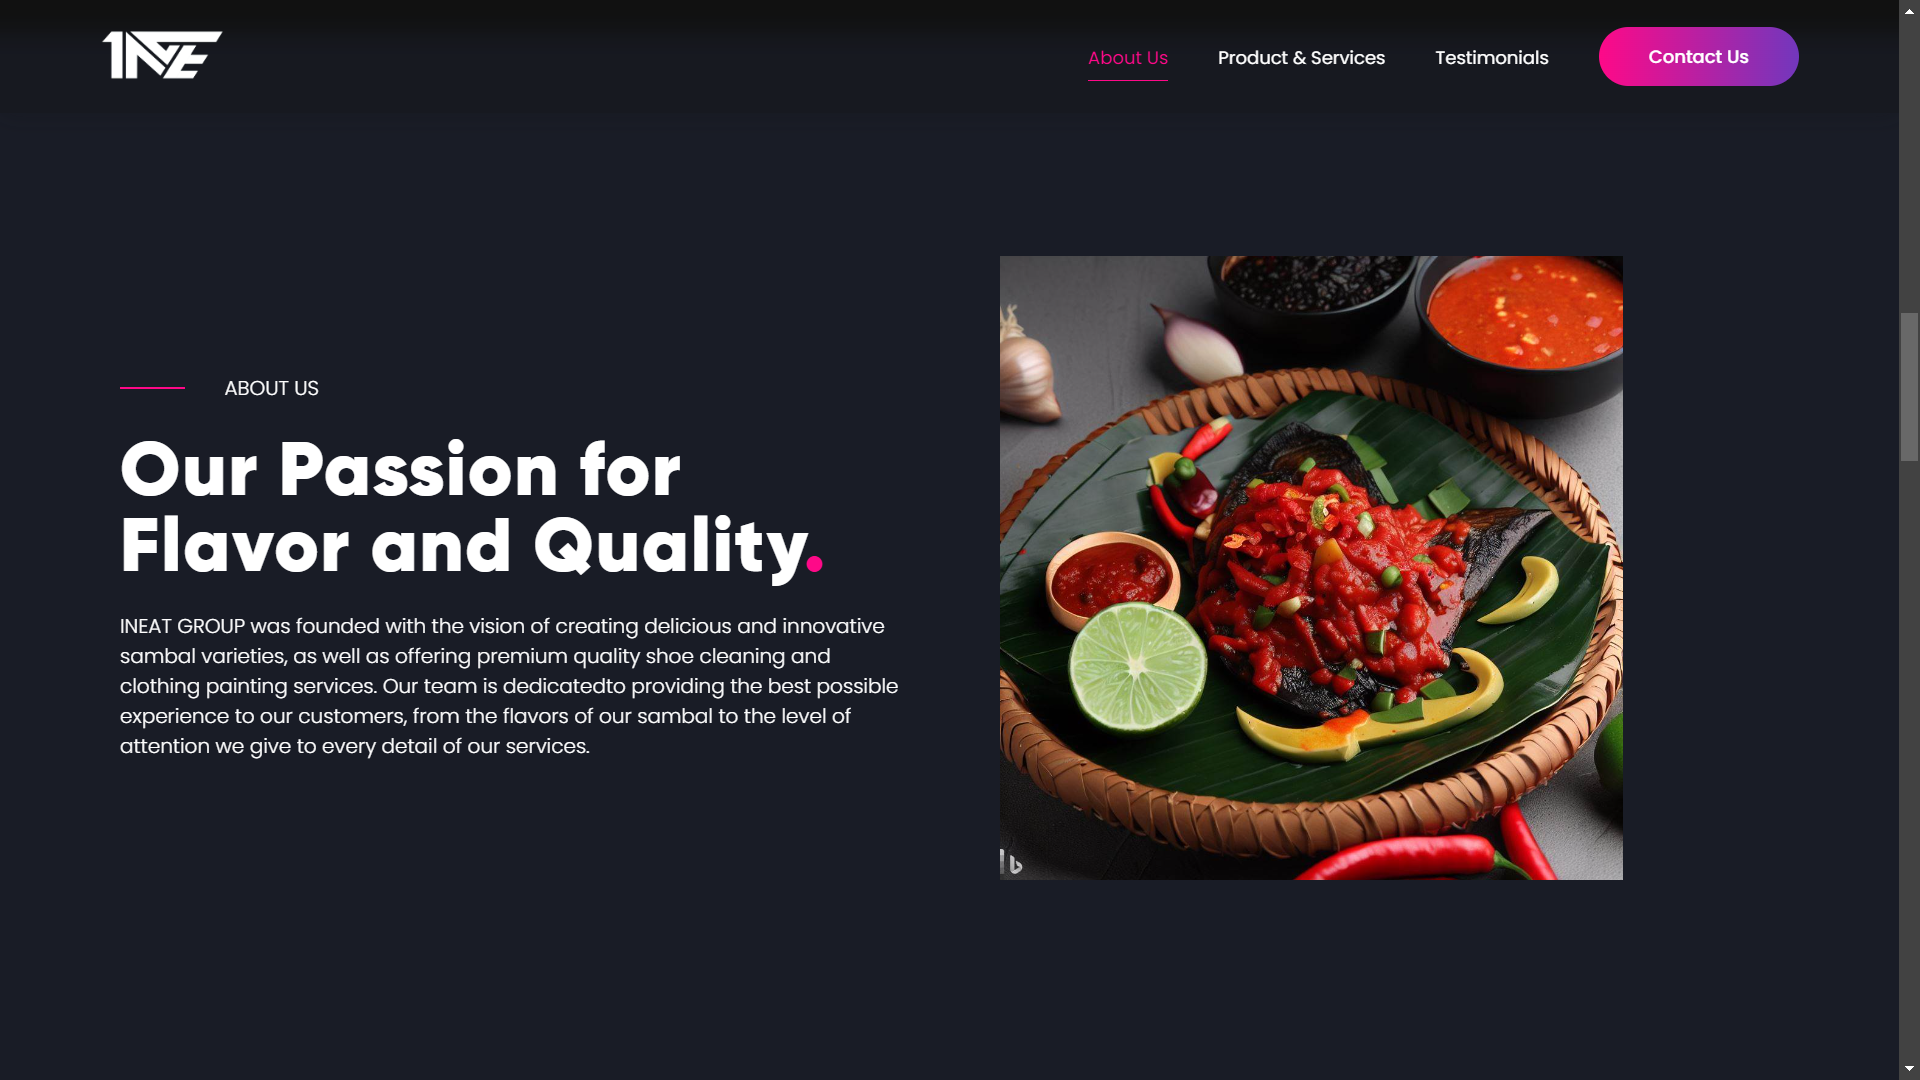 INE
About Us
Product & Services
Testimonials
Contact Us
ABOUT US
Our Passion for
Flavor and Quality.
INEAT GROUP was founded with the vision of creating delicious and innovative
sambal varieties, as well as offering premium quality shoe cleaning and
clothing painting services. Our team is dedicatedto providing the best possible
experience to our customers, from the flavors of our sambal to the level of
attention we give to every detail of our services.